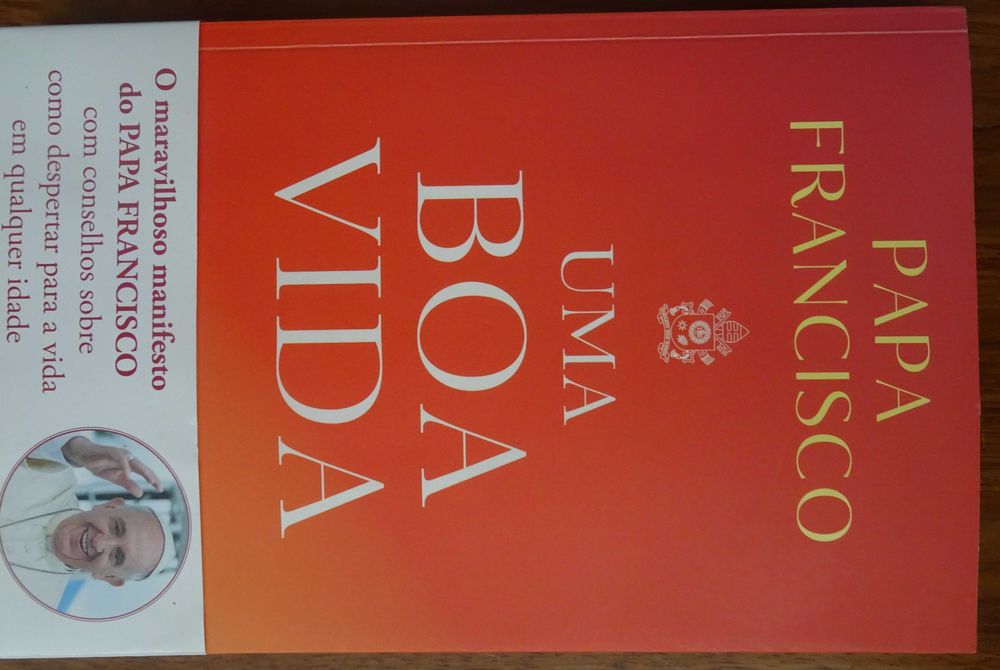 PAPA
FRANCISCO
UMA
BOA
VIDA
O maravilhoso manifesto
do PAPA FRANCISCO
com conselhos sobre
como despertar para a vida
em qualquer idade